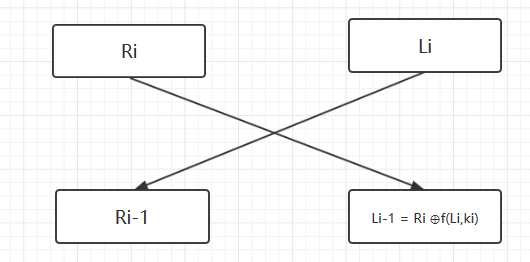 Ri
Li
Ri-1
Li-1 = Ri ⊕f(Li,ki)